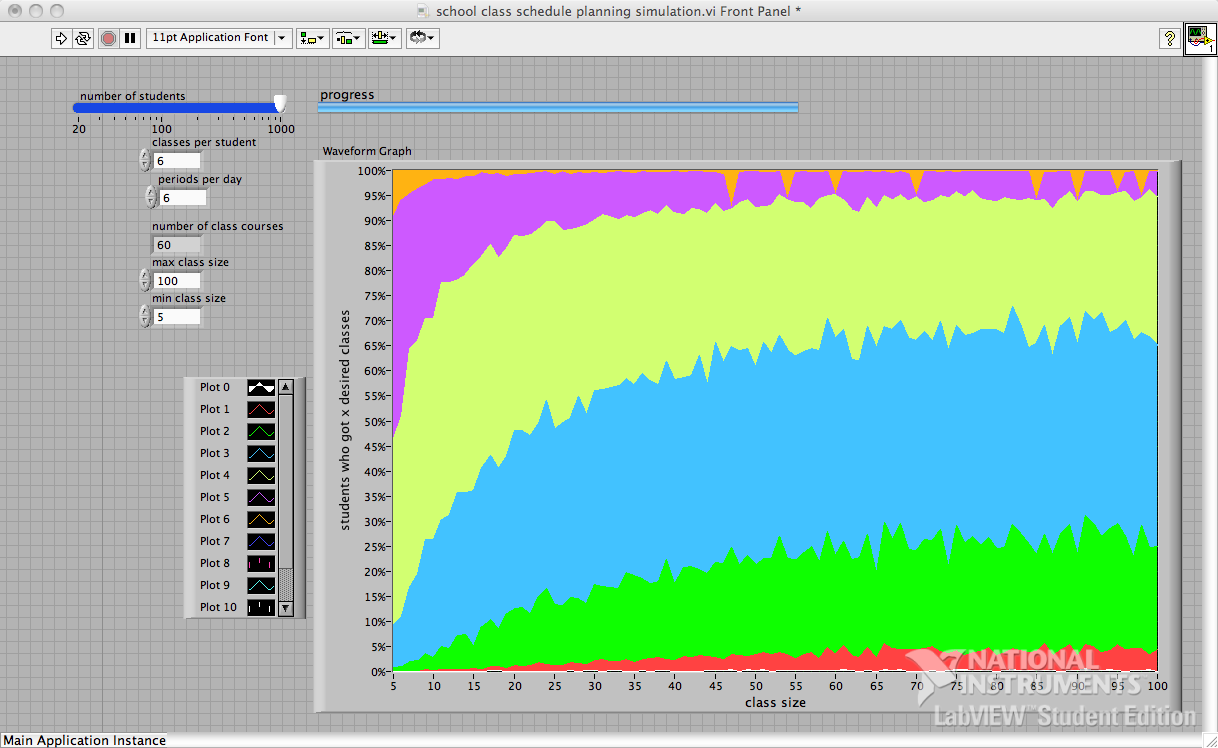 school class schedule planning simulation.vi Front Panel *
11pt Application Font
?
1
number of students
20 100 1000
classes per student
6
periods per day
6
number of class courses
60
max class size
100
min class size
5
progress
Waveform Graph
students who got x desired classes
100%
95%
90%
85%
80%
75%
70%
65%
60%
55%
50%
45%
40%
35%
30%
25%
20%
15%
10%
5%
0%
5 10 15 20 25 30 35 40 45 50 55 60 65 70 75 80 85 90 95 100
class size
Plot 0
Plot 1
Plot 2
Plot 3
Plot 4
Plot 5
Plot 6
Plot 7
Plot 8
Plot 9
Plot 10
NATIONAL
INSTRUMENTS
LabVIEW™ Student Edition
Main Application Instance